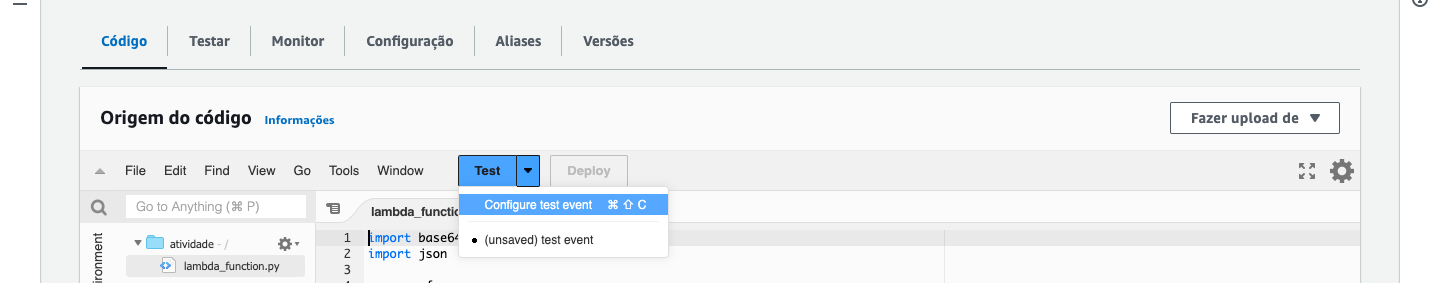 Código Testar Monitor Configuração Aliases Versões
Origem do código Informações Fazer upload de
File Edit Find View Go Tools Window Test Deploy
Go to Anything (⌘ P) lambda_functio
Configure test event ⌘ ⇧ C
(unsaved) test event
atividade - /
lambda_function.py
ironment
1 import base64
2 import json
3